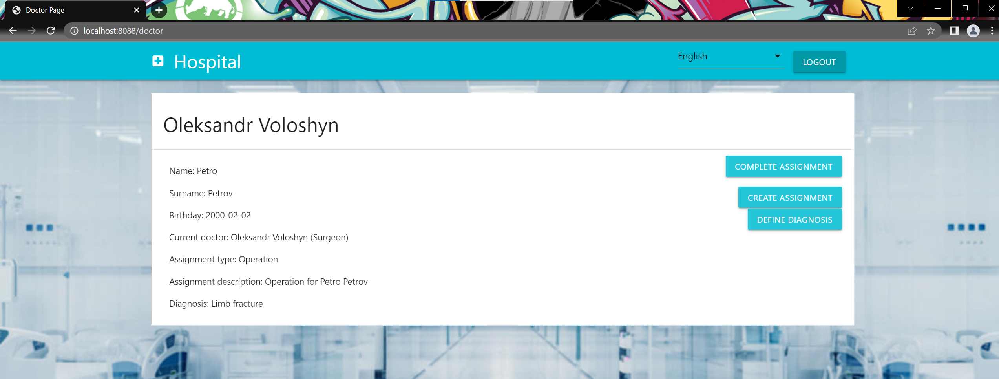 Doctor Page
localhost:8088/doctor
Hospital
English
LOGOUT
Oleksandr Voloshyn
COMPLETE ASSIGNMENT
Name: Petro
Surname: Petrov
CREATE ASSIGNMENT
Birthday: 2000-02-02
DEFINE DIAGNOSIS
Current doctor: Oleksandr Voloshyn (Surgeon)
Assignment type: Operation
Assignment description: Operation for Petro Petrov
Diagnosis: Limb fracture